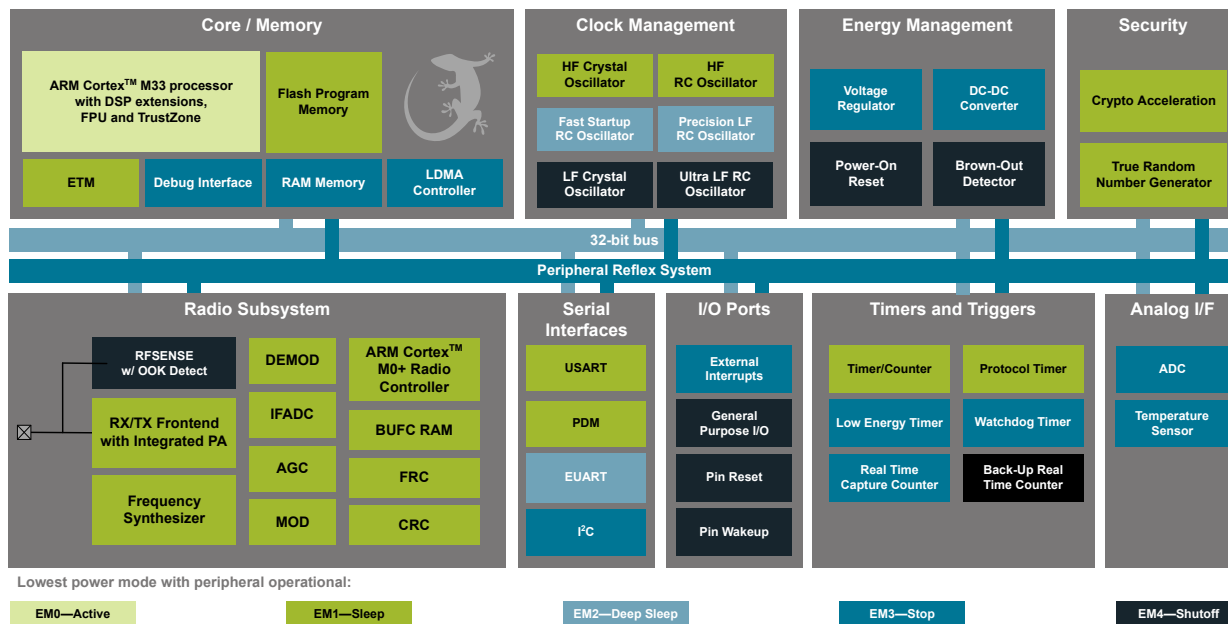 Core / Memory
ARM Cortex™ M33 processor
with DSP extensions,
FPU and TrustZone
Flash Program
Memory
ETM
Debug Interface
RAM Memory
LDMA
Controller
Clock Management
HF Crystal
Oscillator
HF
RC Oscillator
Fast Startup
RC Oscillator
Precision LF
RC Oscillator
LF Crystal
Oscillator
Ultra LF RC
Oscillator
Energy Management
Voltage
Regulator
DC-DC
Converter
Power-On
Reset
Brown-Out
Detector
Security
Crypto Acceleration
True Random
Number Generator
32-bit bus
Peripheral Reflex System
Radio Subsystem
RFSENSE
w/ OOK Detect
RX/TX Frontend
with Integrated PA
Frequency
Synthesizer
DEMOD
IFADC
AGC
MOD
ARM Cortex™
M0+ Radio
Controller
BUFC RAM
FRC
CRC
Serial
Interfaces
USART
PDM
EUART
I²C
I/O Ports
External
Interrupts
General
Purpose I/O
Pin Reset
Pin Wakeup
Timers and Triggers
Timer/Counter
Protocol Timer
Low Energy Timer
Watchdog Timer
Real Time
Capture Counter
Back-Up Real
Time Counter
Analog I/F
ADC
Temperature
Sensor
Lowest power mode with peripheral operational:
EM0—Active
EM1—Sleep
EM2—Deep Sleep
EM3—Stop
EM4—Shutoff